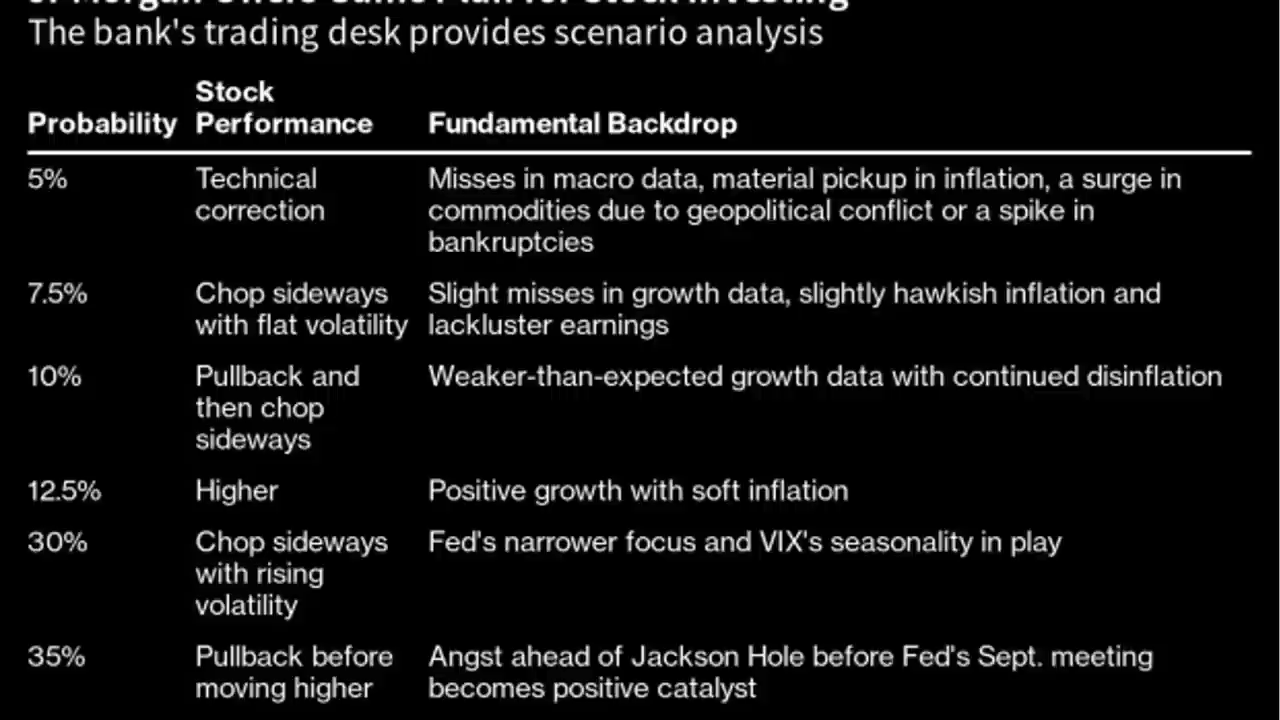 The bank's trading desk provides scenario analysis
Stock
Probability Performance Fundamental Backdrop
5% Technical Misses in macro data, material pickup in inflation, a surge in
correction commodities due to geopolitical conflict or a spike in
bankruptcies
7.5% Chop sideways Slight misses in growth data, slightly hawkish inflation and
with flat volatility lackluster earnings
10% Pullback and Weaker-than-expected growth data with continued disinflation
then chop
sideways
12.5% Higher Positive growth with soft inflation
30% Chop sideways Fed's narrower focus and VIX's seasonality in play
with rising
volatility
35% Pullback before Angst ahead of Jackson Hole before Fed's Sept. meeting
moving higher becomes positive catalyst